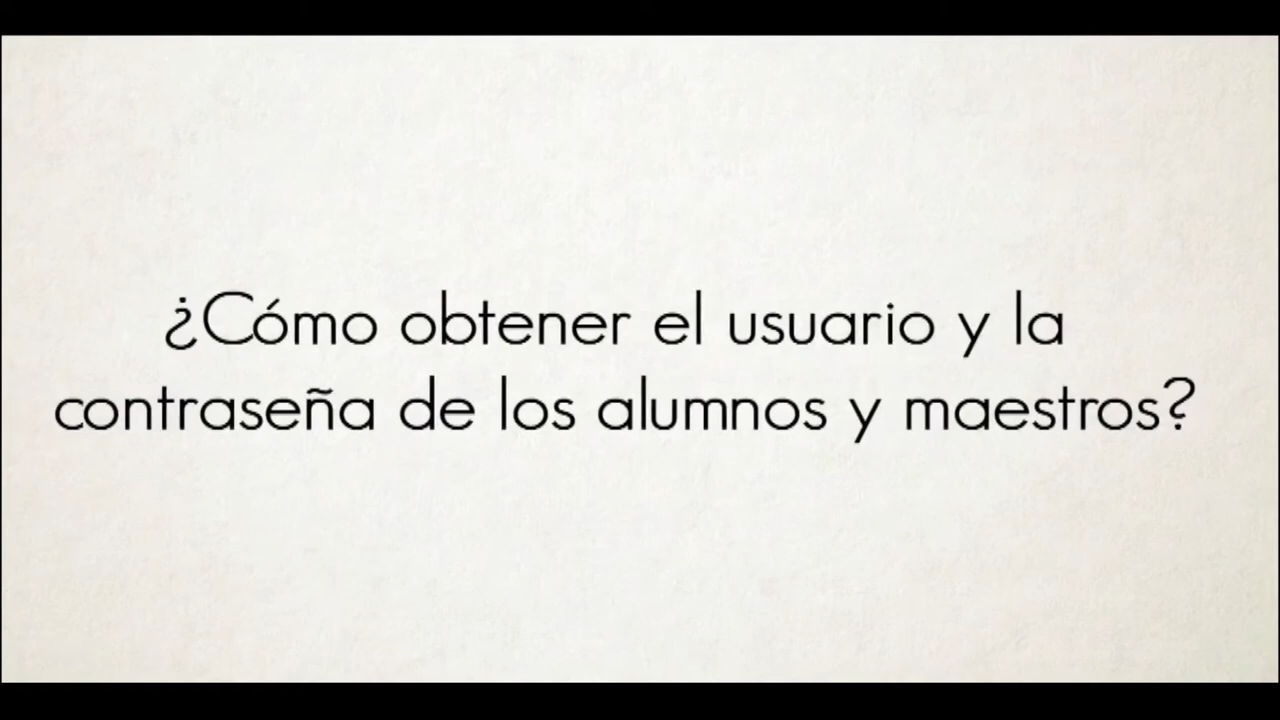 ¿Cómo obtener el usuario y la
contraseña de los alumnos y maestros?